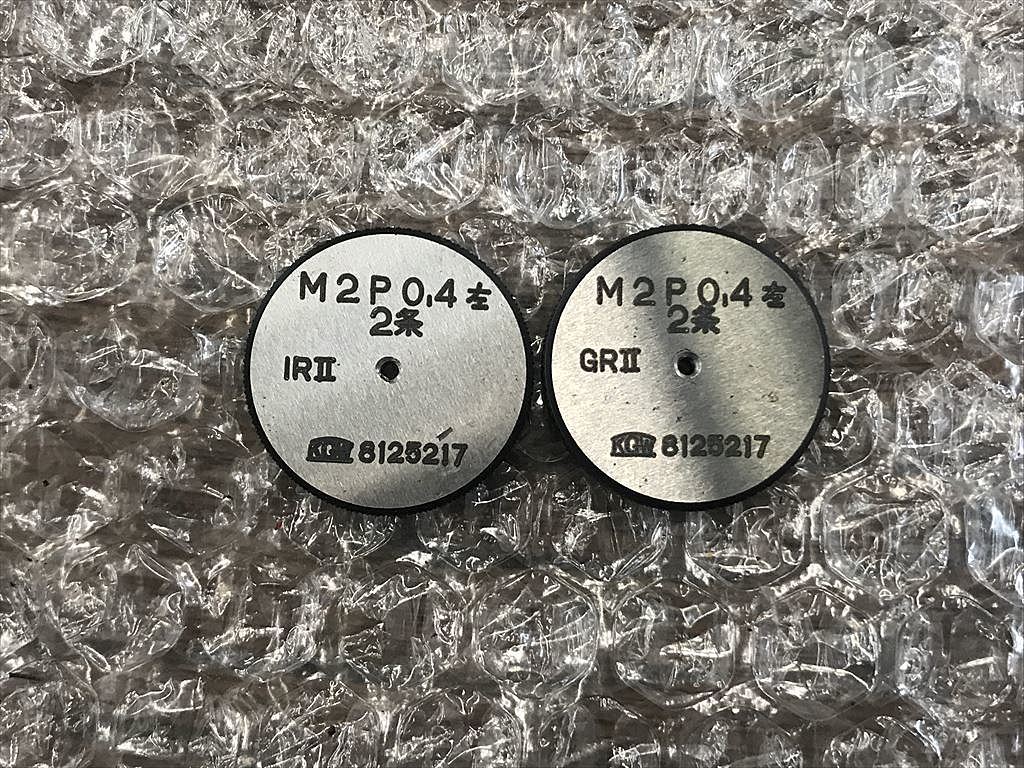 M2P0.4左
2条
IRII
KGW 8125217
M2P0.4左
2条
GRII
KGW 8125217